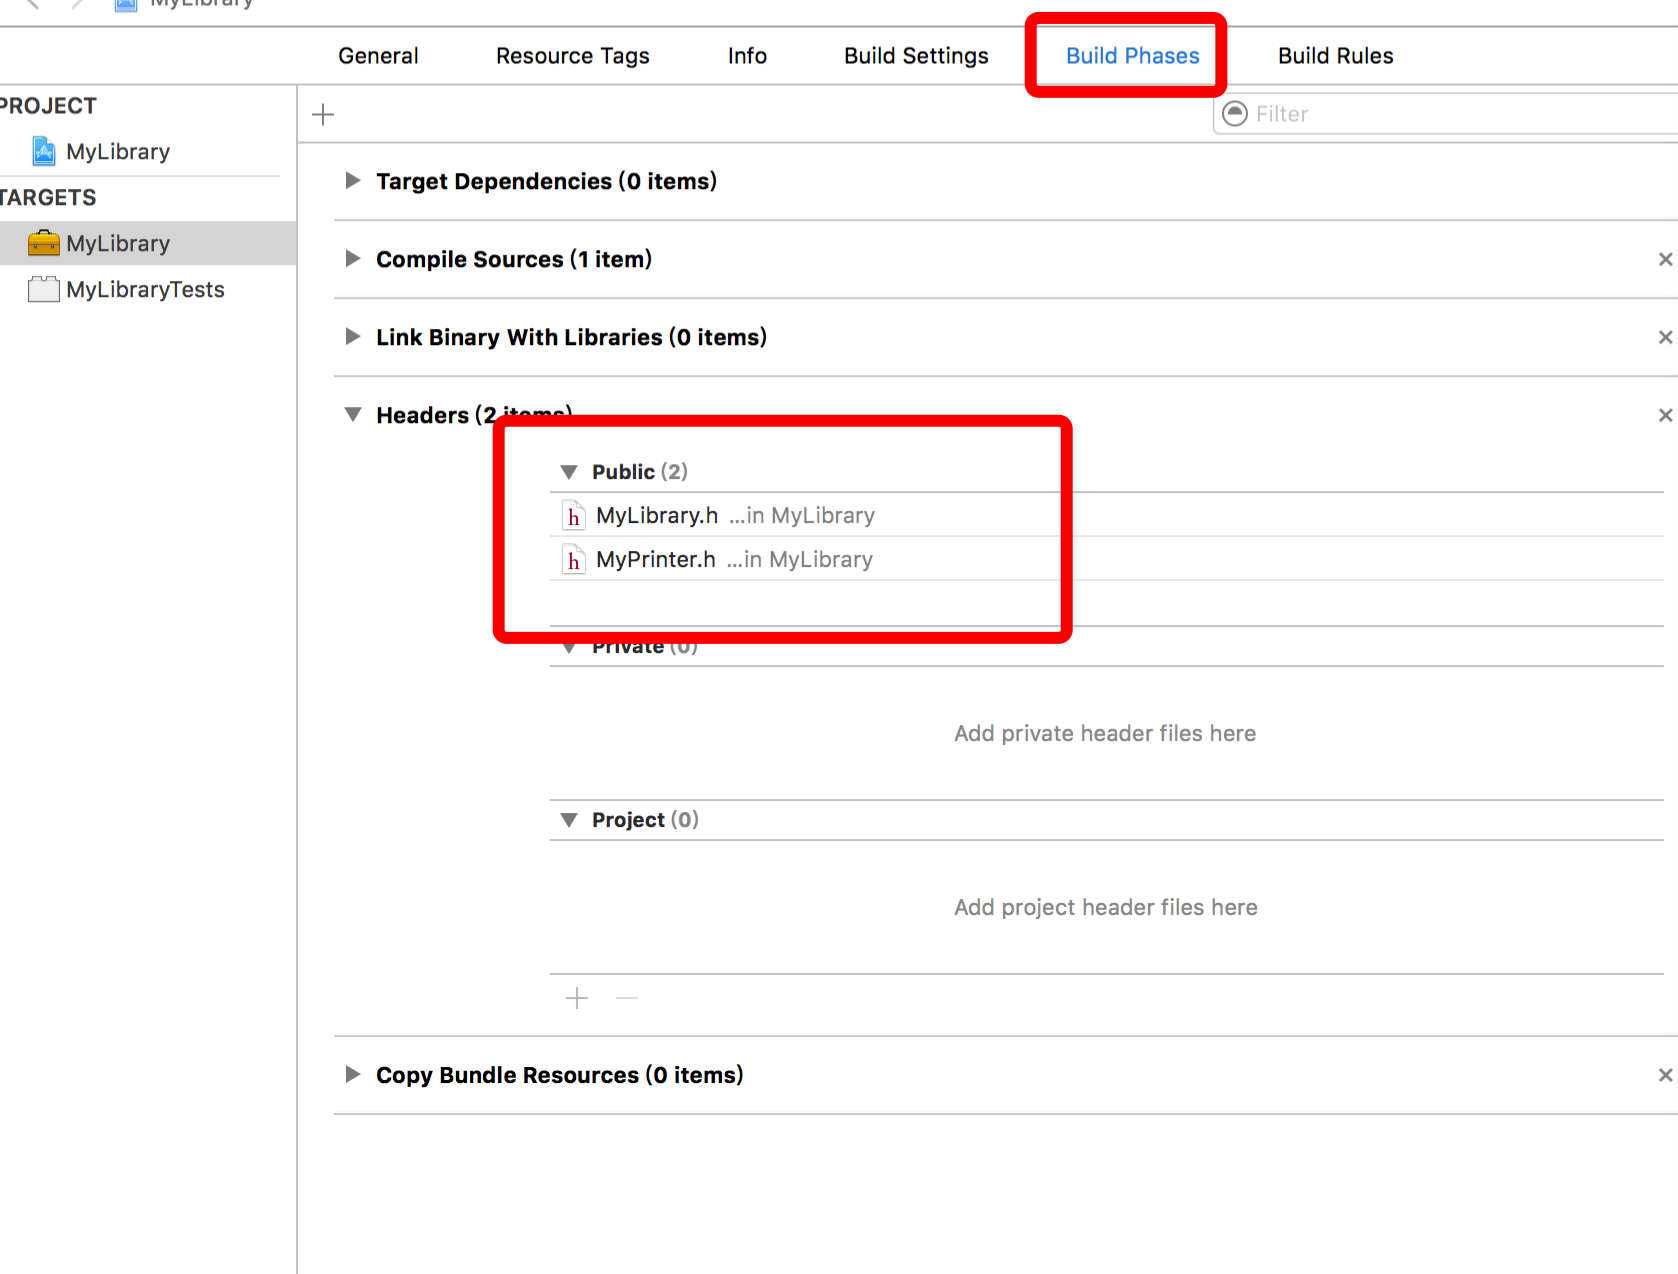 MyLibrary
General Resource Tags Info Build Settings Build Phases Build Rules
PROJECT
Filter
MyLibrary
Target Dependencies (0 items)
TARGETS
MyLibrary
Compile Sources (1 item)
MyLibraryTests
Link Binary With Libraries (0 items)
Headers (2 items)
Public (2)
h MyLibrary.h ...in MyLibrary
h MyPrinter.h ...in MyLibrary
Private (0)
Add private header files here
Project (0)
Add project header files here
Copy Bundle Resources (0 items)